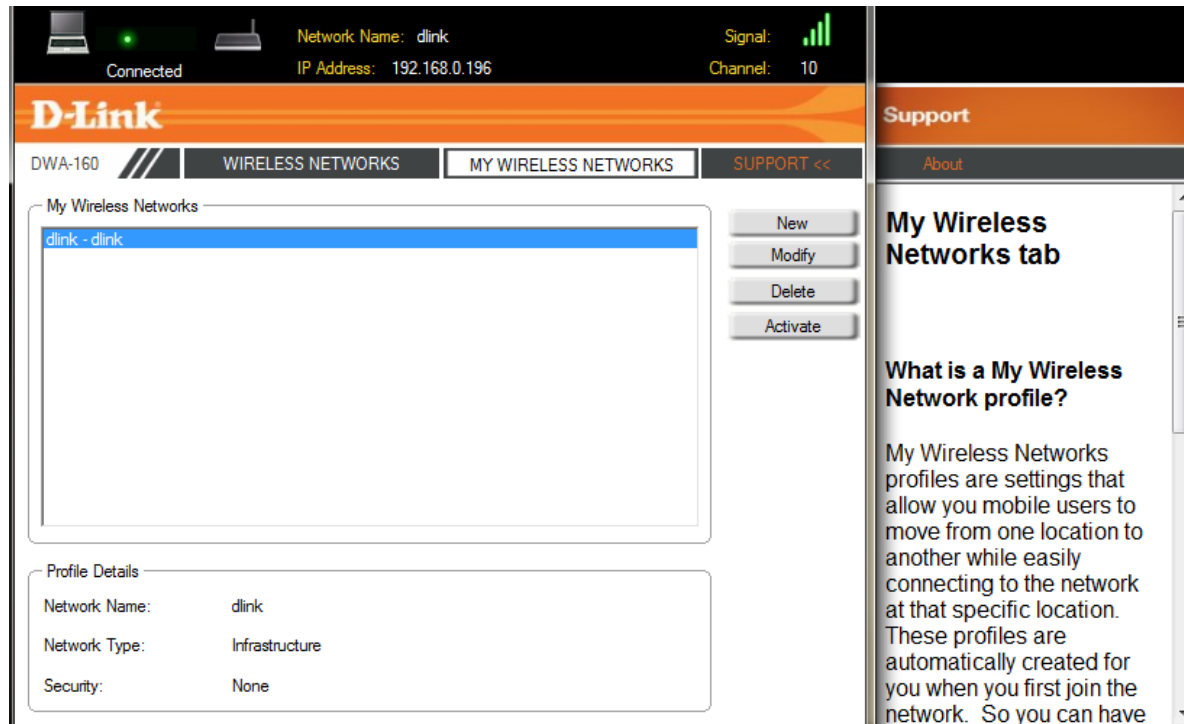 Network Name: dlink
Signal:
Connected
IP Address: 192.168.0.196
Channel: 10
D-Link
Support
DWA-160
WIRELESS NETWORKS
MY WIRELESS NETWORKS
SUPPORT <<
About
My Wireless Networks
dlink - dlink
New
Modify
Delete
Activate
Profile Details
Network Name: dlink
Network Type: Infrastructure
Security: None
My Wireless
Networks tab
What is a My Wireless
Network profile?
My Wireless Networks
profiles are settings that
allow you mobile users to
move from one location to
another while easily
connecting to the network
at that specific location.
These profiles are
automatically created for
you when you first join the
network. So you can have